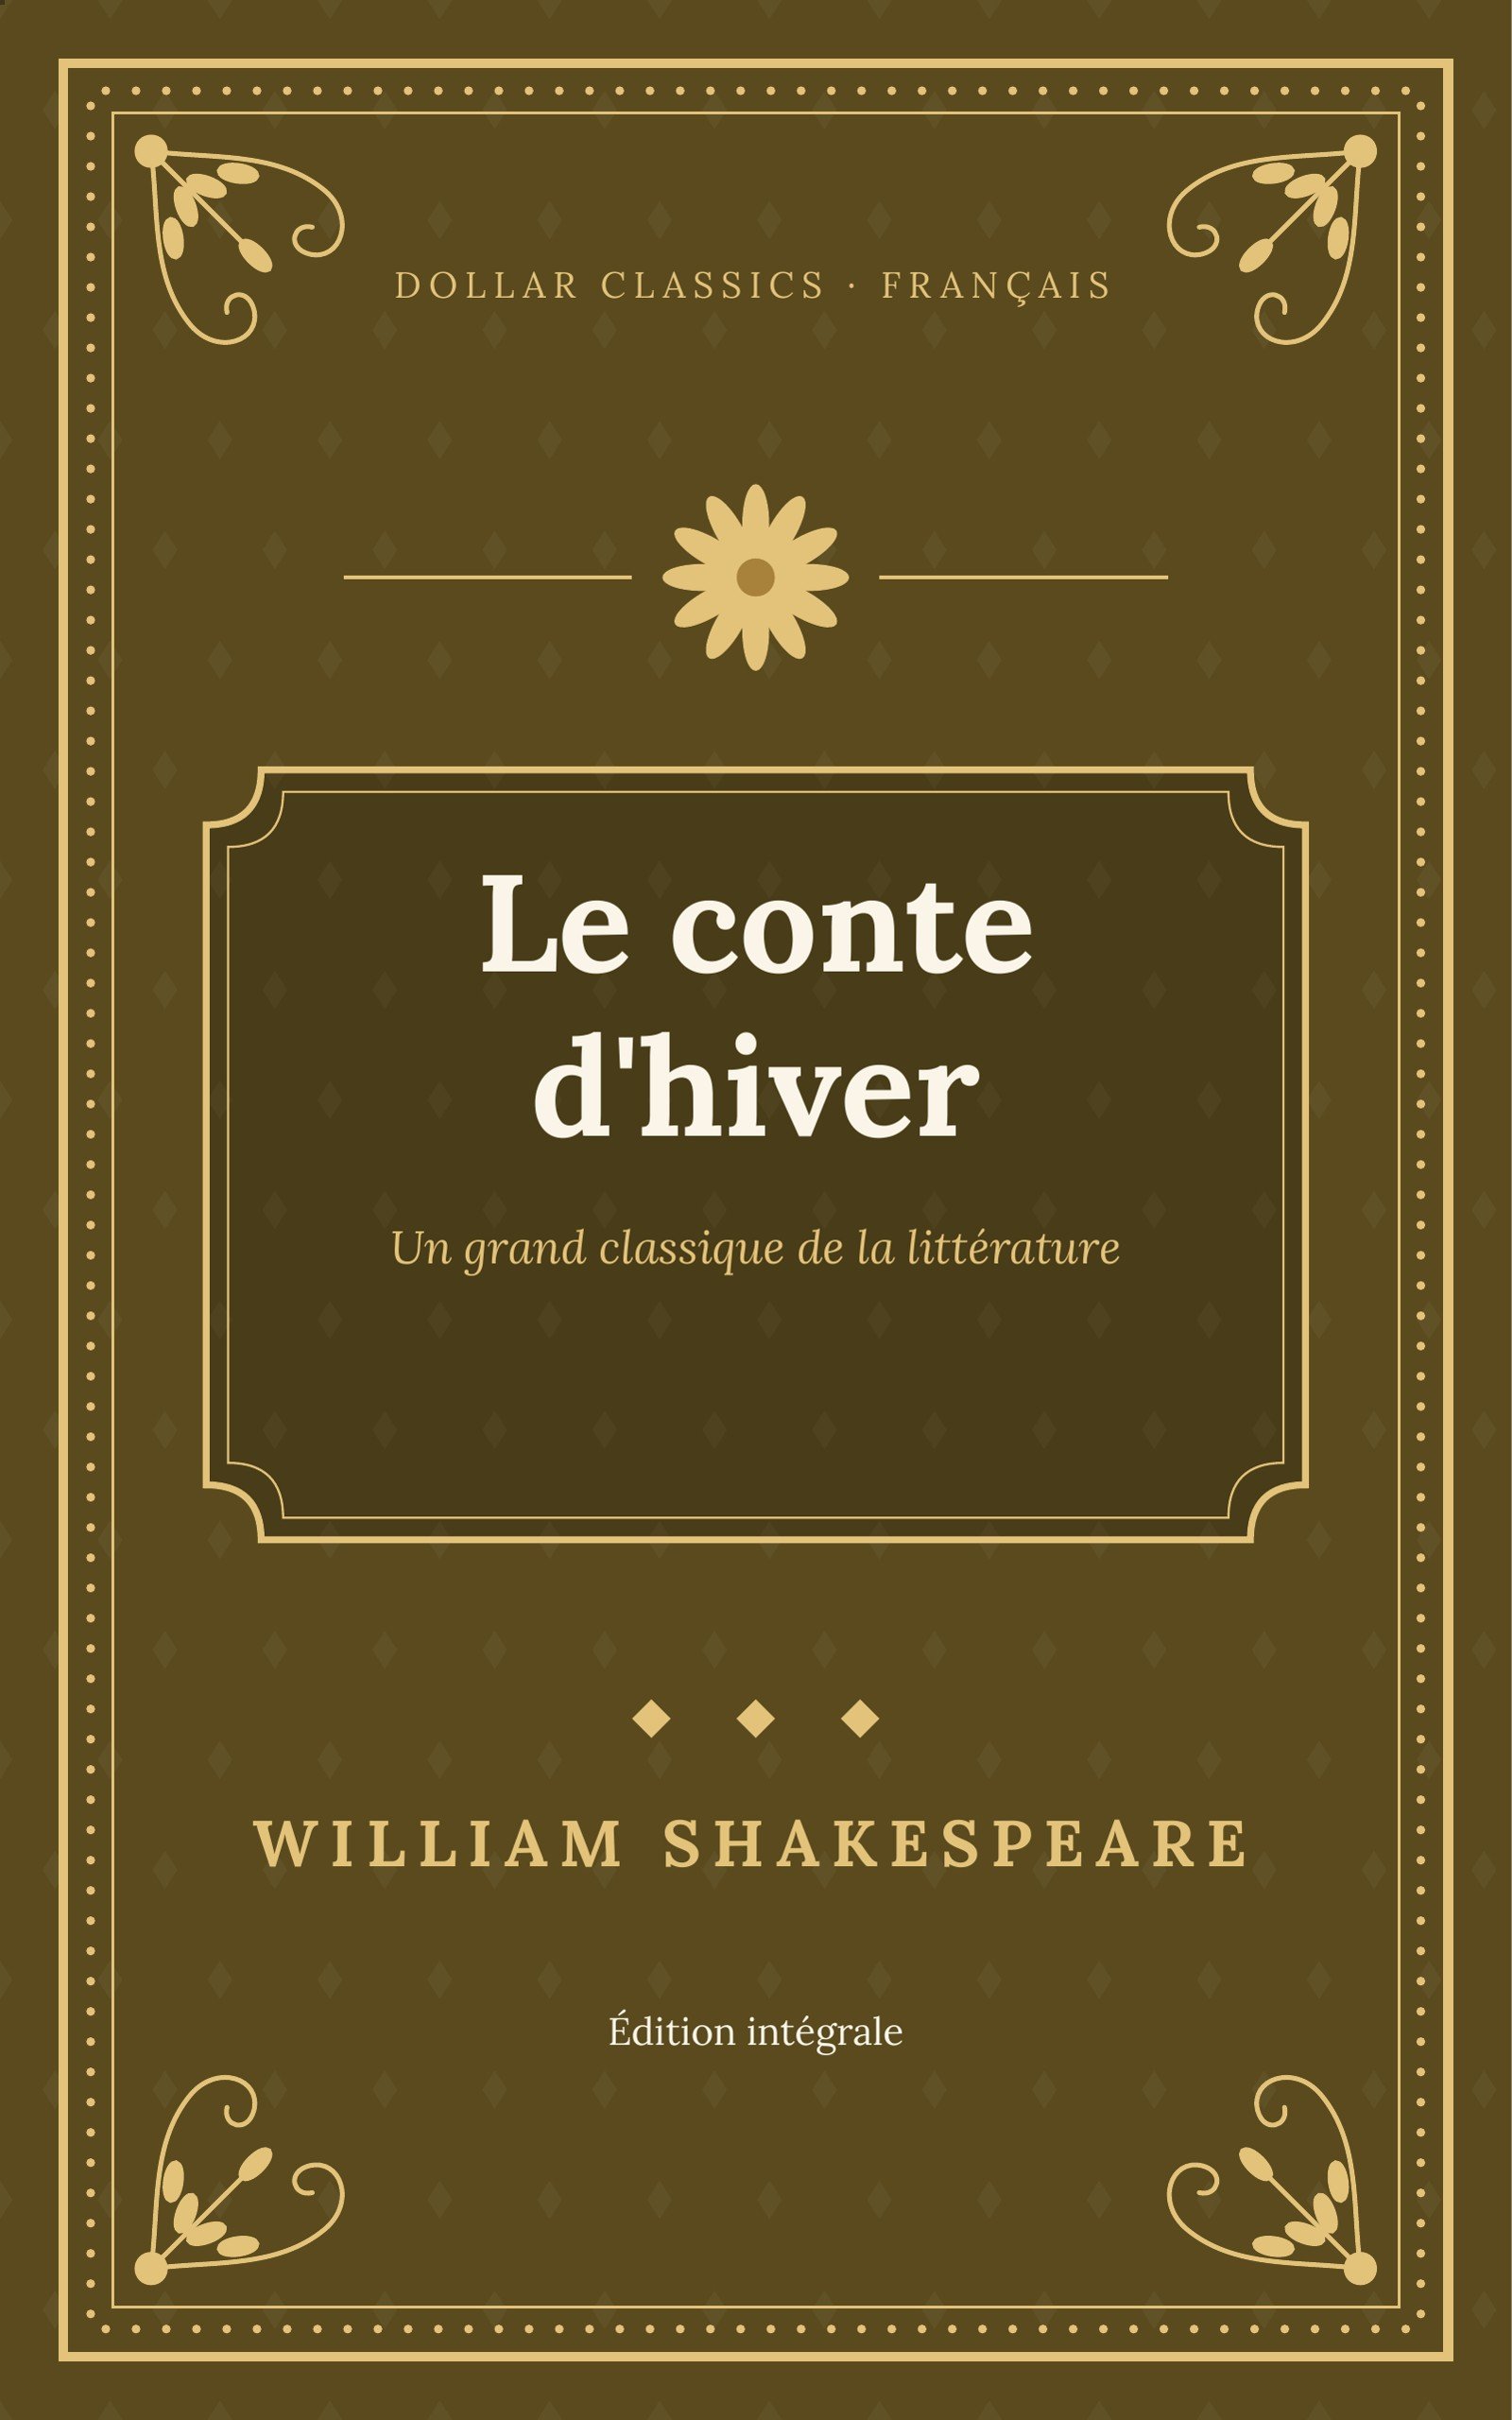 DOLLAR CLASSICS · FRANÇAIS
Le conte
d'hiver
Un grand classique de la littérature
WILLIAM SHAKESPEARE
Édition intégrale